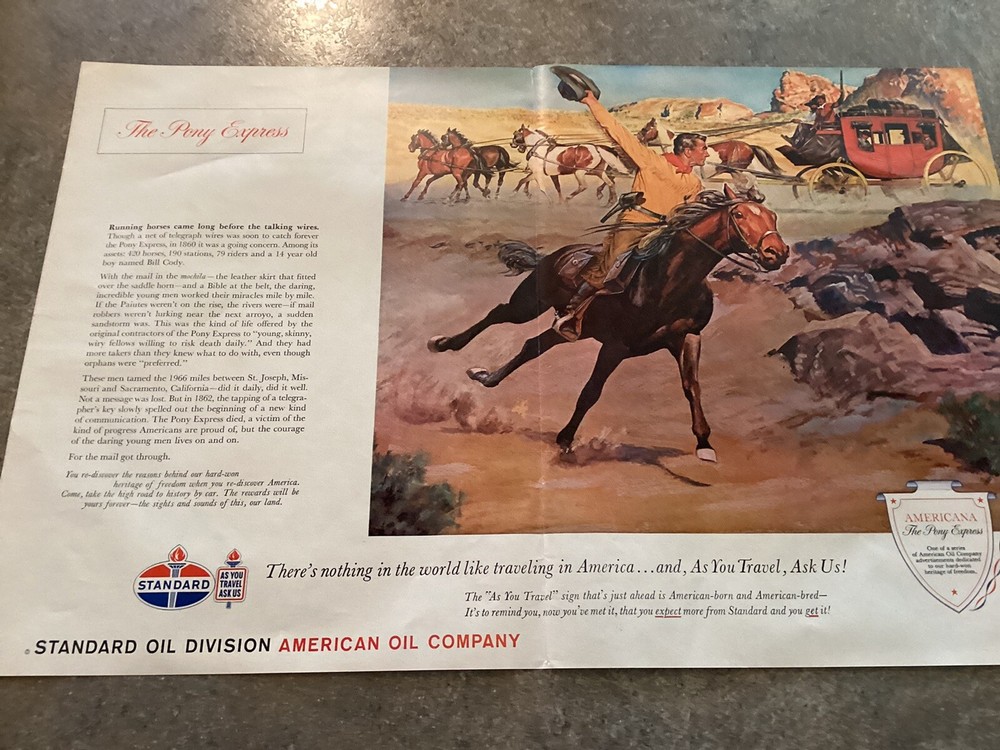 The Pony Express
Running horses came long before the talking wires.
Though a net of telegraph wires was soon to catch forever
the Pony Express, in 1860 it was a going concern. Among its
assets: 420 horses, 190 stations, 79 riders and a 14 year old
boy named Bill Cody.
With the mail in the mochila—the leather skirt that fitted
over the saddle horn—and a Bible at the belt, the daring,
incredible young men worked their miracles mile by mile.
If the Paiutes weren't on the rise, the rivers were—if mail
robbers weren't lurking near the next arroyo, a sudden
sandstorm was. This was the kind of life offered by the
original contractors of the Pony Express to "young, skinny,
wiry fellows willing to risk death daily." And they had
more takers than they knew what to do with, even though
orphans were "preferred."
These men tamed the 1966 miles between St. Joseph, Mis-
souri and Sacramento, California—did it daily, did it well.
Not a message was lost. But in 1862, the tapping of a telegra-
pher's key slowly spelled out the beginning of a new kind
of communication. The Pony Express died, a victim of the
kind of progress Americans are proud of, but the courage
of the daring young men lives on and on.
For the mail got through.
You re-discover the reasons behind our hard-won
heritage of freedom when you re-discover America.
Come, take the high road to history by car. The rewards will be
yours forever—the sights and sounds of this, our land.
AMERICANA
The Pony Express
One of a series
of American Oil Company
advertisements dedicated
to our hard-won
heritage of freedom.
STANDARD
AS YOU
TRAVEL
ASK US
There's nothing in the world like traveling in America...and, As You Travel, Ask Us!
The "As You Travel" sign that's just ahead is American-born and American-bred—
It's to remind you, now you've met it, that you expect more from Standard and you get it!
© STANDARD OIL DIVISION AMERICAN OIL COMPANY